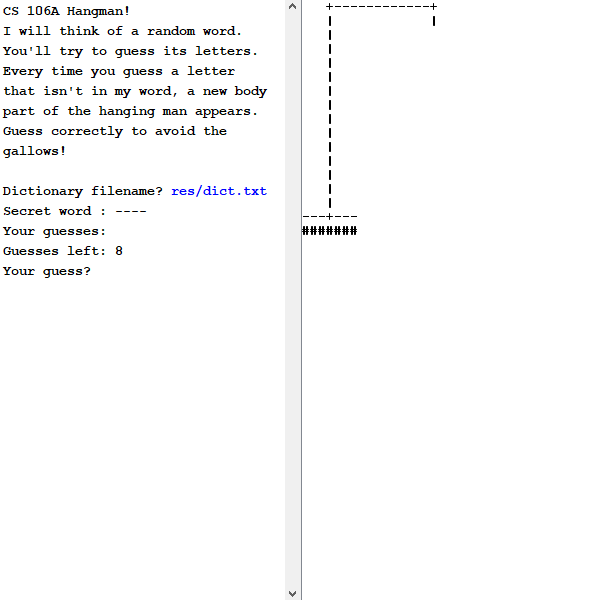 CS 106A Hangman!
I will think of a random word.
You'll try to guess its letters.
Every time you guess a letter
that isn't in my word, a new body
part of the hanging man appears.
Guess correctly to avoid the
gallows!
Dictionary filename? res/dict.txt
Secret word : ----
Your guesses:
Guesses left: 8
Your guess?
+------------+
|            |
|
|
|
|
|
|
|
|
---+---
#######